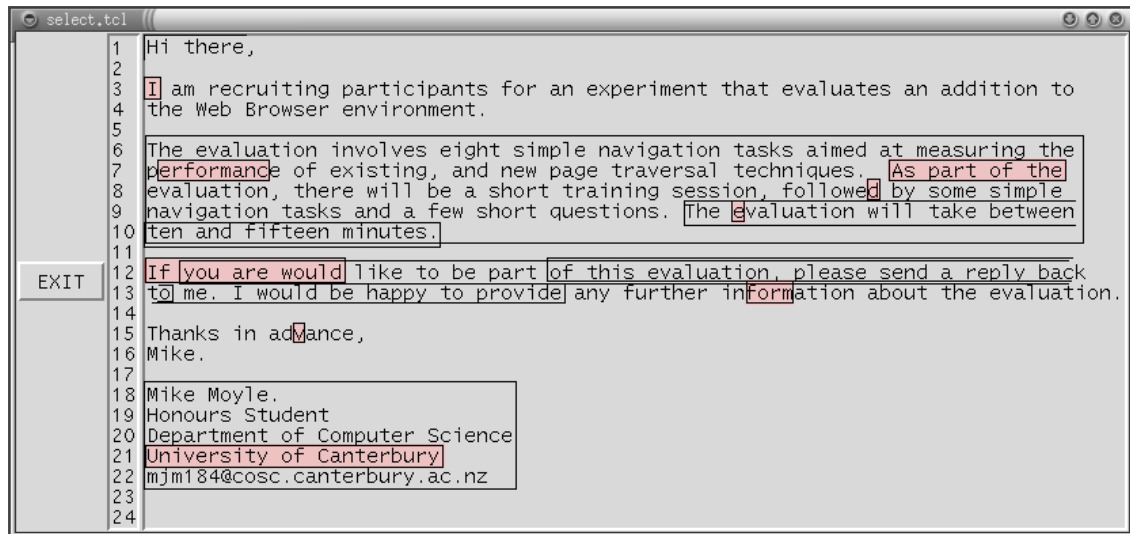 select.tcl
1 Hi there,
2
3 I am recruiting participants for an experiment that evaluates an addition to
4 the Web Browser environment.
5
6 The evaluation involves eight simple navigation tasks aimed at measuring the
7 performance of existing, and new page traversal techniques. As part of the
8 evaluation, there will be a short training session, followed by some simple
9 navigation tasks and a few short questions. The evaluation will take between
10 ten and fifteen minutes.
11
EXIT
12 If you are would like to be part of this evaluation, please send a reply back
13 to me. I would be happy to provide any further information about the evaluation.
14
15 Thanks in advance,
16 Mike.
17
18 Mike Moyle.
19 Honours Student
20 Department of Computer Science
21 University of Canterbury
22 mjm184@cosc.canterbury.ac.nz
23
24